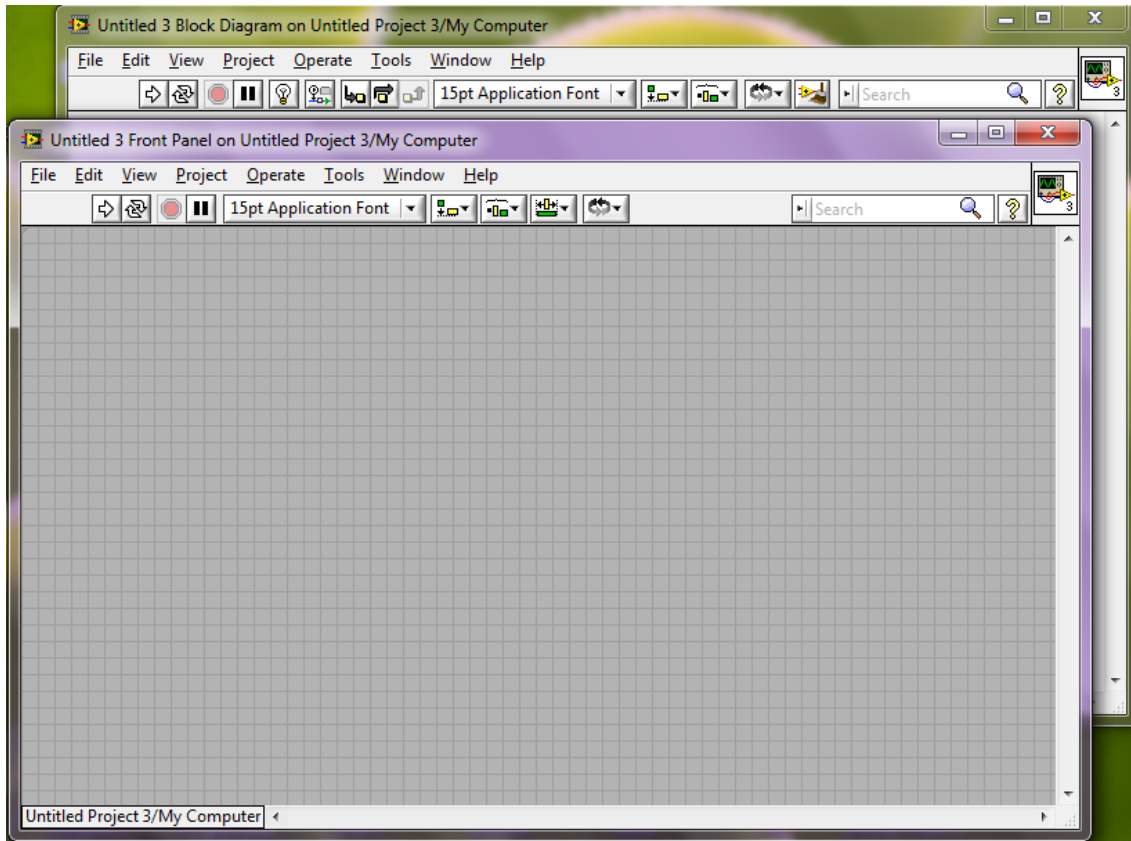 Untitled 3 Block Diagram on Untitled Project 3/My Computer
File Edit View Project Operate Tools Window Help
15pt Application Font
Search
?
3
Untitled 3 Front Panel on Untitled Project 3/My Computer
File Edit View Project Operate Tools Window Help
15pt Application Font
Search
?
3
Untitled Project 3/My Computer